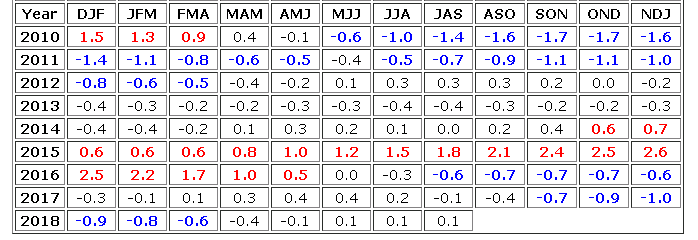 Year DJF JFM FMA MAM AMJ MJJ JJA JAS ASO SON OND NDJ
2010 1.5 1.3 0.9 0.4 -0.1 -0.6 -1.0 -1.4 -1.6 -1.7 -1.7 -1.6
2011 -1.4 -1.1 -0.8 -0.6 -0.5 -0.4 -0.5 -0.7 -0.9 -1.1 -1.1 -1.0
2012 -0.8 -0.6 -0.5 -0.4 -0.2 0.1 0.3 0.3 0.3 0.2 0.0 -0.2
2013 -0.4 -0.3 -0.2 -0.2 -0.3 -0.3 -0.4 -0.4 -0.3 -0.2 -0.2 -0.3
2014 -0.4 -0.4 -0.2 0.1 0.3 0.2 0.1 0.0 0.2 0.4 0.6 0.7
2015 0.6 0.6 0.6 0.8 1.0 1.2 1.5 1.8 2.1 2.4 2.5 2.6
2016 2.5 2.2 1.7 1.0 0.5 0.0 -0.3 -0.6 -0.7 -0.7 -0.7 -0.6
2017 -0.3 -0.1 0.1 0.3 0.4 0.4 0.2 -0.1 -0.4 -0.7 -0.9 -1.0
2018 -0.9 -0.8 -0.6 -0.4 -0.1 0.1 0.1 0.1